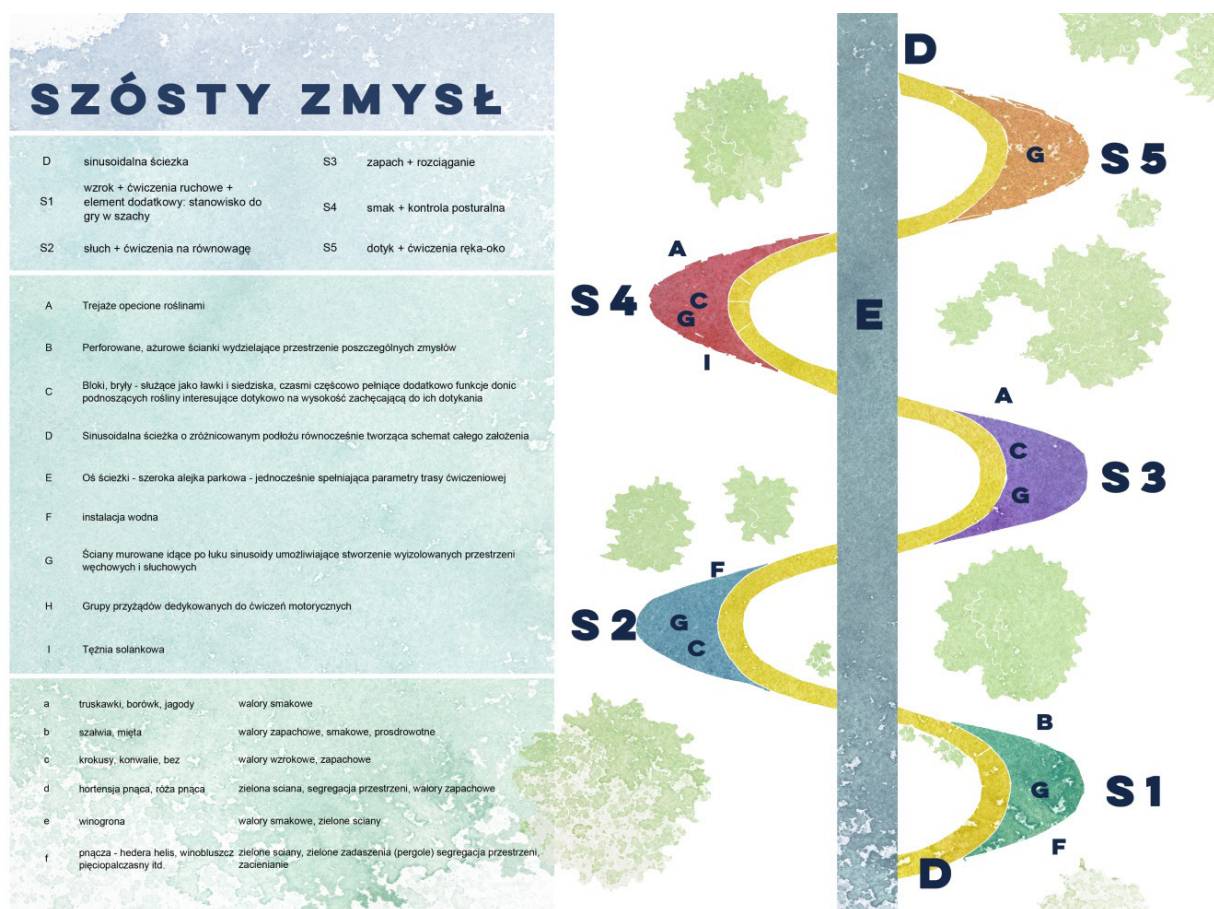 SZÓSTY ZMYSŁ
D sinusoidalna ściezka
S1 wzrok + ćwiczenia ruchowe +
element dodatkowy: stanowisko do
gry w szachy
S2 słuch + ćwiczenia na równowagę
S3 zapach + rozciąganie
S4 smak + kontrola posturalna
S5 dotyk + ćwiczenia ręka-oko
A Trejaże opecione roślinami
B Perforowane, ażurowe ścianki wydzielające przestrzenie poszczególnych zmysłów
C Bloki, bryły - służące jako ławki i siedziska, czasmi częścowo pełniące dodatkowo funkcje donic
podnoszących rośliny interesujące dotykowo na wysokość zachęcającą do ich dotykania
D Sinusoidalna ścieżka o zróżnicowanym podłożu równocześnie tworząca schemat całego założenia
E Oś ścieżki - szeroka alejka parkowa - jednocześnie spełniająca parametry trasy ćwiczeniowej
F instalacja wodna
G Ściany murowane idące po łuku sinusoidy umożliwiające stworzenie wyizolowanych przestrzeni
węchowych i słuchowych
H Grupy przyżądów dedykowanych do ćwiczeń motorycznych
I Tężnia solankowa
a truskawki, borówk, jagody walory smakowe
b szałwia, mięta walory zapachowe, smakowe, prosdrowotne
c krokusy, konwalie, bez walory wzrokowe, zapachowe
d hortensja pnąca, róża pnąca zielona sciana, segregacja przestrzeni, walory zapachowe
e winogrona walory smakowe, zielone sciany
f pnącza - hedera helis, winobluszcz zielone sciany, zielone zadaszenia (pergole) segregacja przestrzeni,
pięciopalczasny itd. zacienianie
D
G S5
A
S4 C
G
I
E
A
C
G S3
F
S2 G
C
B
G S1
F
D